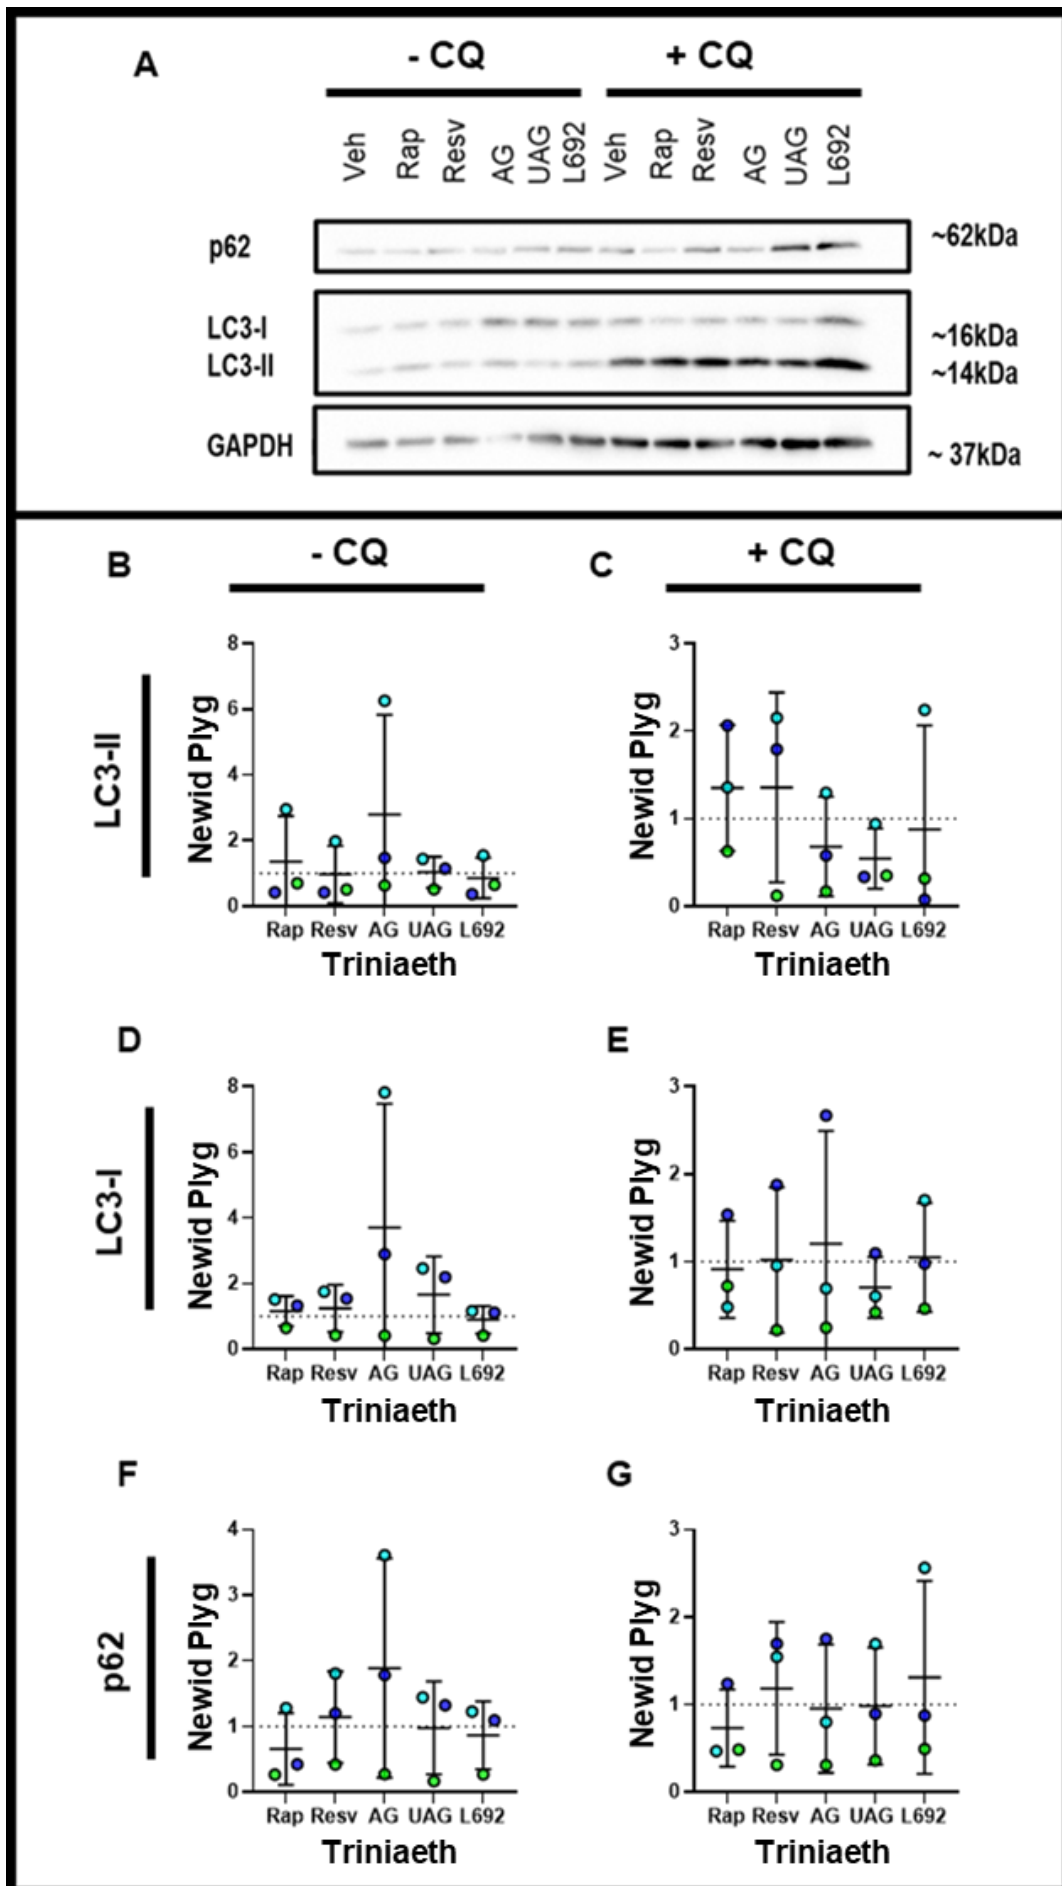 A
- CQ
+ CQ
Veh Rap Resv AG UAG L692 Veh Rap Resv AG UAG L692
p62
~62kDa
LC3-I
~16kDa
LC3-II
~14kDa
GAPDH
~ 37kDa
B
- CQ
C
+ CQ
LC3-II
Newid Plyg
8
6
4
2
0
Rap Resv AG UAG L692
Triniaeth
Newid Plyg
3
2
1
0
Rap Resv AG UAG L692
Triniaeth
D
E
LC3-I
Newid Plyg
8
6
4
2
0
Rap Resv AG UAG L692
Triniaeth
Newid Plyg
3
2
1
0
Rap Resv AG UAG L692
Triniaeth
F
G
p62
Newid Plyg
4
3
2
1
0
Rap Resv AG UAG L692
Triniaeth
Newid Plyg
3
2
1
0
Rap Resv AG UAG L692
Triniaeth